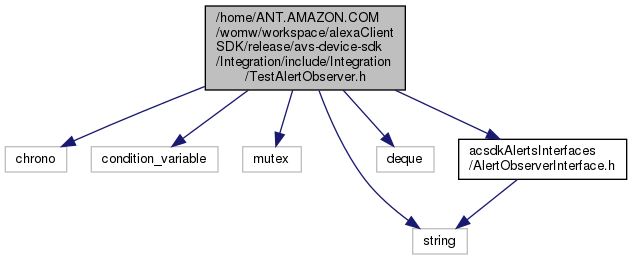 /home/ANT.AMAZON.COM
/womw/workspace/alexaClient
SDK/release/avs-device-sdk
/Integration/include/Integration
/TestAlertObserver.h
chrono
condition_variable
mutex
deque
acsdkAlertsInterfaces
/AlertObserverInterface.h
string